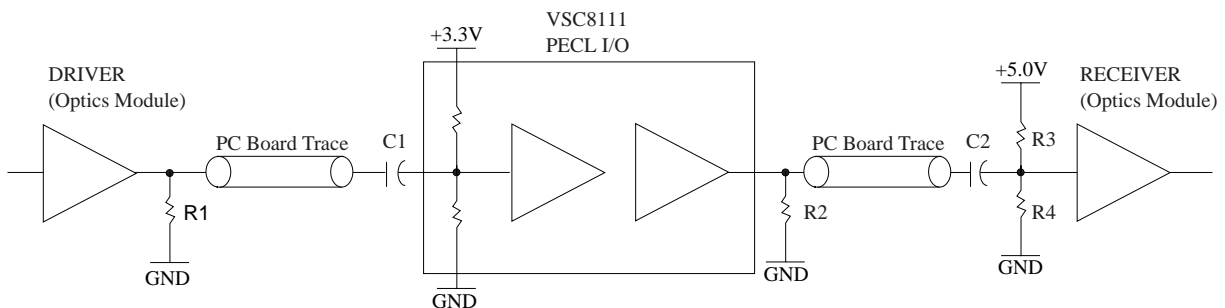 VSC8111
PECL I/O
+3.3V
DRIVER
(Optics Module)
+5.0V
RECEIVER
(Optics Module)
PC Board Trace
C1
PC Board Trace
C2
R3
R1
R2
R4
GND
GND
GND
GND